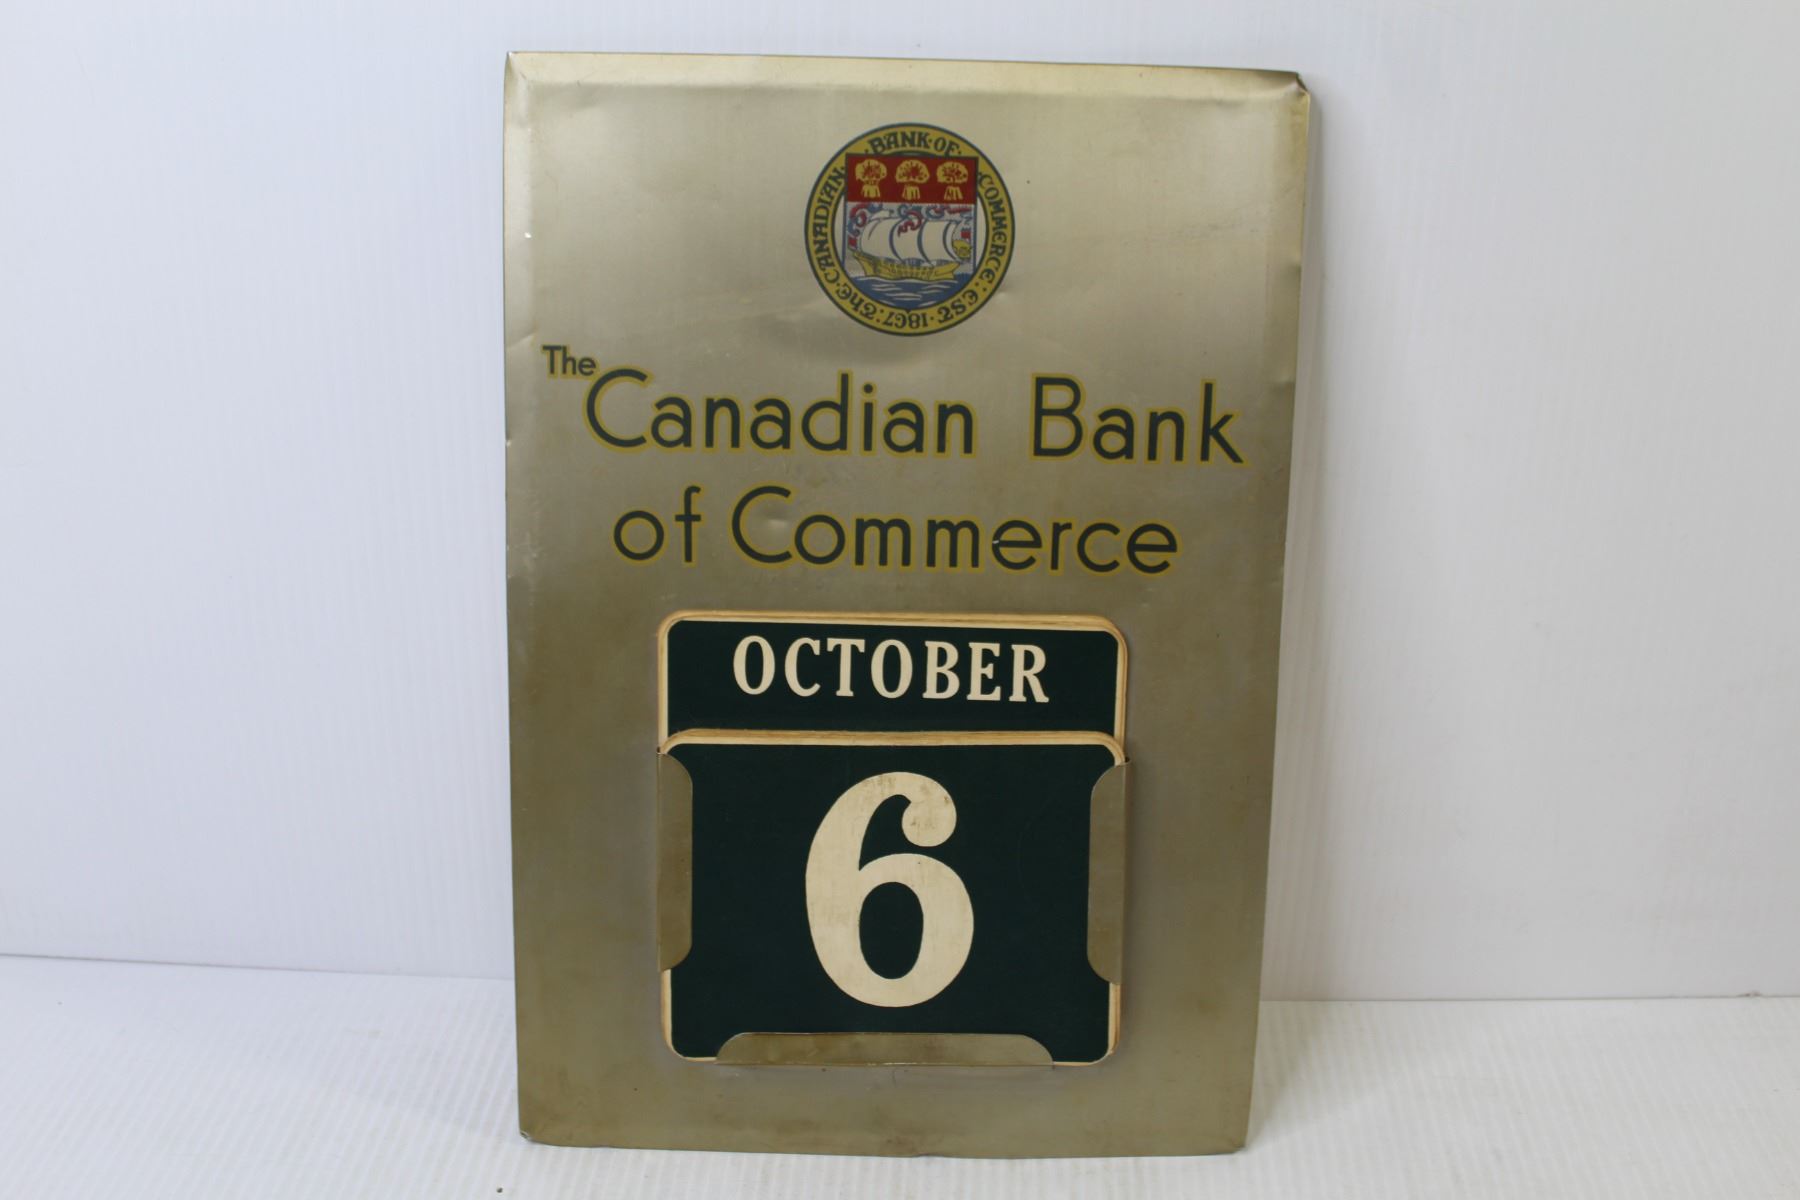 THE · CANADIAN · BANK · OF · COMMERCE : EST · 1867 :
The Canadian Bank
of Commerce
OCTOBER
6